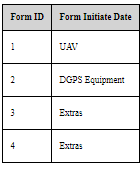 Form ID Form Initiate Date
1 UAV
2 DGPS Equipment
3 Extras
4 Extras